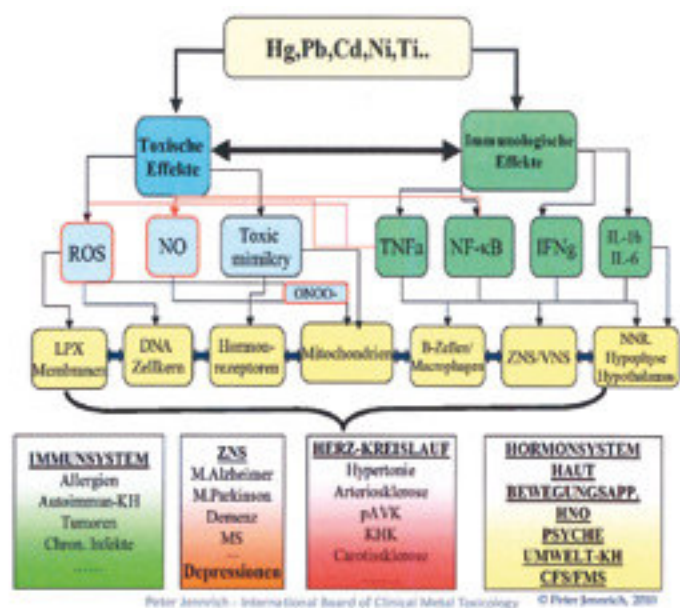 Hg,Pb,Cd,Ni,Ti..
Toxische
Effekte
Immunologische
Effekte
ROS
NO
Toxic
mimikry
TNFa
NF-κB
IFNg
IL-1b
IL-6
ONOO-
LPX
Membranen
DNA
Zellkern
Hormon-
rezeptoren
Mitochondrien
B-Zellen/
Macrophagen
ZNS/VNS
NNR,
Hypophyse
Hypothalamus
IMMUNSYSTEM
Allergien
Autoimmun-KH
Tumoren
Chron. Infekte
......
ZNS
M.Alzheimer
M.Parkinson
Demenz
MS
...
Depressionen
HERZ-KREISLAUF
Hypertonie
Arteriosklerose
pAVK
KHK
Carotissklerose
......
HORMONSYSTEM
HAUT
BEWEGUNGSAPP.
HNO
PSYCHE
UMWELT-KH
CFS/FMS
Peter Jennrich - International Board of Clinical Metal Toxicology
© Peter Jennrich, 2010